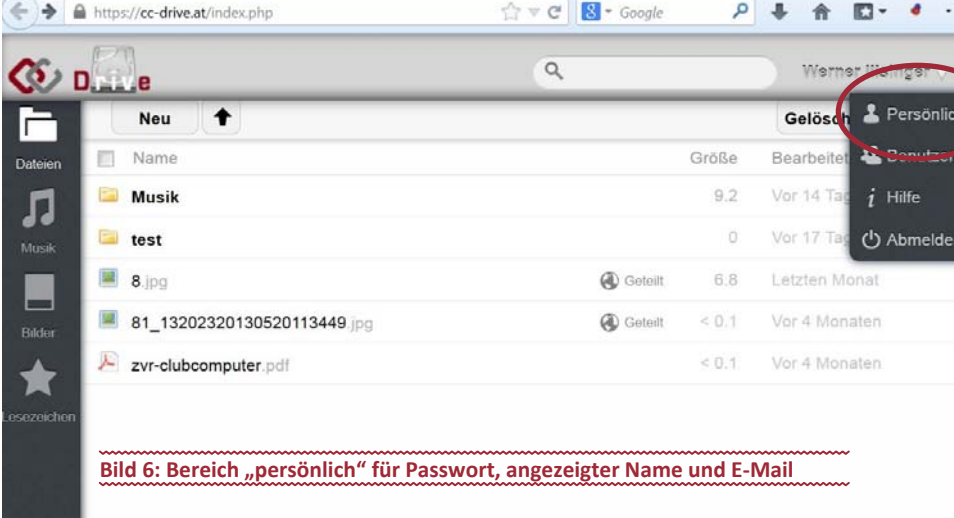 https://cc-drive.at/index.php
Google
Drive
Werner
Neu
Gelösch
Persönlic
Benutzer
Hilfe
Abmelde
Dateien
Musik
Bilder
Lesezeichen
Name Größe Bearbeitet
Musik 9.2 Vor 14 Tag
test 0 Vor 17 Tag
8.jpg Geteilt 6.8 Letzten Monat
81_13202320130520113449.jpg Geteilt < 0.1 Vor 4 Monaten
zvr-clubcomputer.pdf < 0.1 Vor 4 Monaten
Bild 6: Bereich „persönlich“ für Passwort, angezeigter Name und E-Mail